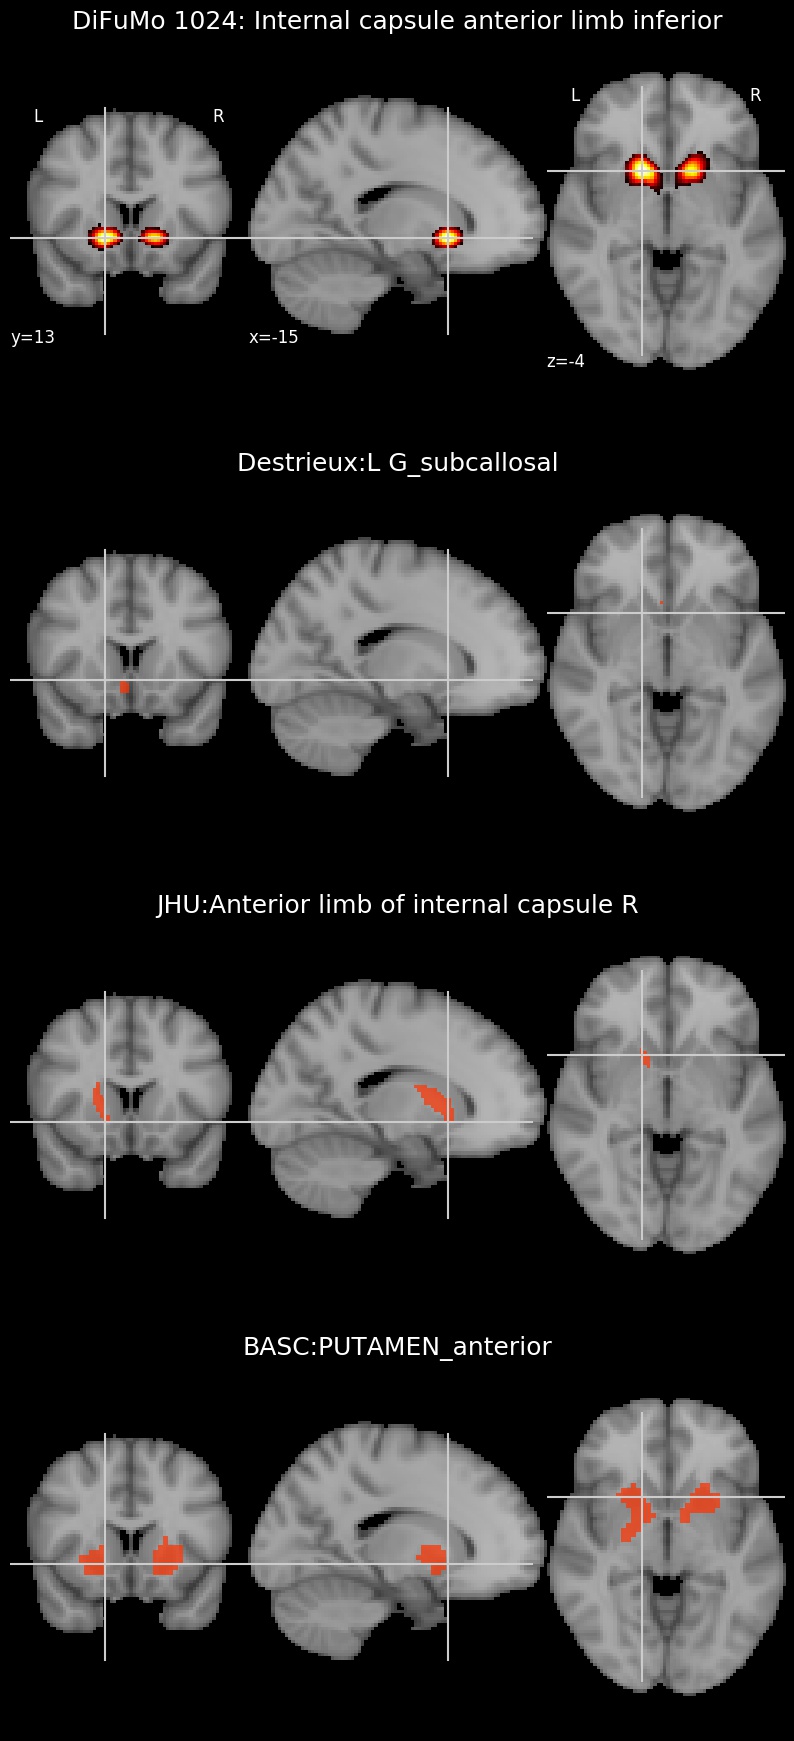 DiFuMo 1024: Internal capsule anterior limb inferior
L R
L R
y=13
x=-15
z=-4
Destrieux:L G_subcallosal
JHU:Anterior limb of internal capsule R
BASC:PUTAMEN_anterior